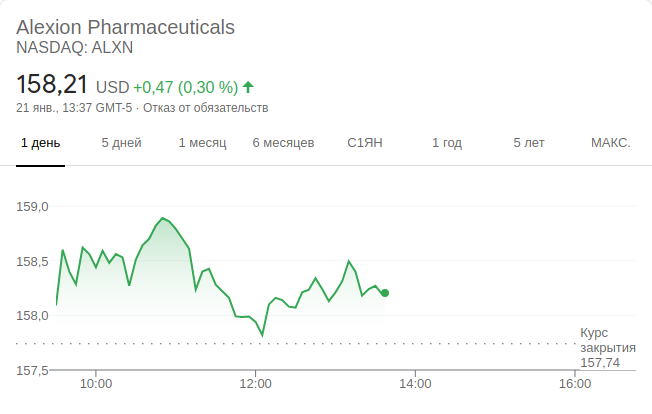 Alexion Pharmaceuticals
NASDAQ: ALXN
158,21 USD +0,47 (0,30 %)
21 янв., 13:37 GMT-5 · Отказ от обязательств
1 день 5 дней 1 месяц 6 месяцев С1ЯН 1 год 5 лет МАКС.
159,0
158,5
158,0
157,5
Курс
закрытия
157,74
10:00 12:00 14:00 16:00